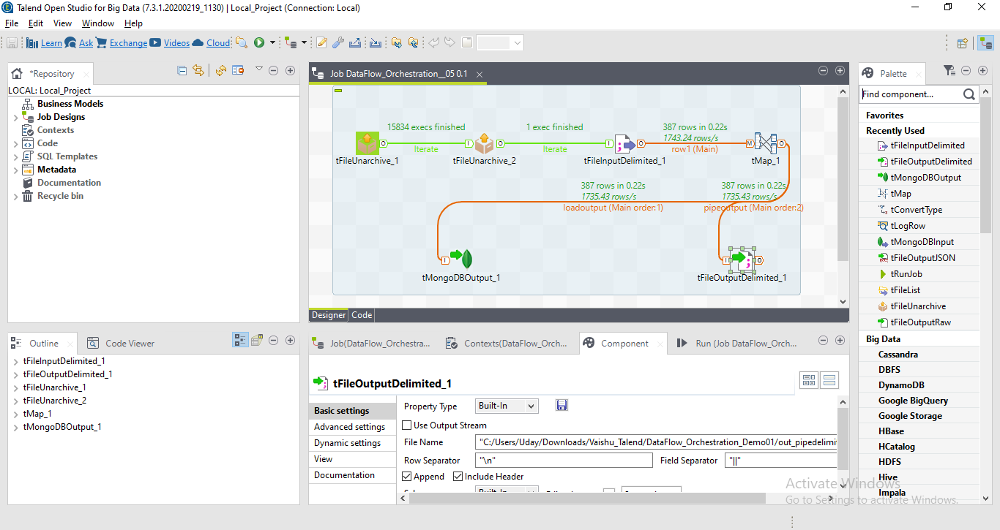 Talend Open Studio for Big Data (7.3.1.20200219_1130) | Local_Project (Connection: Local)
File Edit View Window Help
Learn Ask Exchange Videos Cloud
*Repository
LOCAL: Local_Project
Business Models
Job Designs
Contexts
Code
SQL Templates
Metadata
Documentation
Recycle bin
Job DataFlow_Orchestration__05 0.1
15834 execs finished
Iterate
1 exec finished
Iterate
387 rows in 0.22s
1743.24 rows/s
row1 (Main)
tFileUnarchive_1
tFileUnarchive_2
tFileInputDelimited_1
tMap_1
387 rows in 0.22s
1735.43 rows/s
loadoutput (Main order:1)
387 rows in 0.22s
1735.43 rows/s
pipeoutput (Main order:2)
tMongoDBOutput_1
tFileOutputDelimited_1
Designer Code
Palette
Find component...
Favorites
Recently Used
tFileInputDelimited
tFileOutputDelimited
tMongoDBOutput
tMap
tConvertType
tLogRow
tMongoDBInput
tFileOutputJSON
tRunJob
tFileList
tFileUnarchive
tFileOutputRaw
Big Data
Cassandra
DBFS
DynamoDB
Google BigQuery
Google Storage
HBase
HCatalog
HDFS
Hive
Impala
Outline
Code Viewer
tFileInputDelimited_1
tFileOutputDelimited_1
tFileUnarchive_1
tFileUnarchive_2
tMap_1
tMongoDBOutput_1
Job(DataFlow_Orchestra...
Contexts(DataFlow_Orch...
Component
Run (Job DataFlow_Orch...
tFileOutputDelimited_1
Basic settings
Advanced settings
Dynamic settings
View
Documentation
Property Type Built-In
Use Output Stream
File Name "C:/Users/Uday/Downloads/Vaishu_Talend/DataFlow_Orchestration_Demo01/out_pipedelimi
Row Separator "\n" Field Separator "||"
Append Include Header
Activate Windows
Go to Settings to activate Windows.